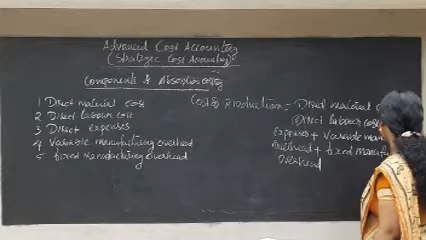 Advanced Cost Accounting
(Strategic Cost Accounting)
Components of Absorption costing
1 Direct material cost
2 Direct labour cost
3 Direct expenses
4 Variable manufacturing overhead
5 fixed manufacturing overhead
Cost of production = Direct material
Direct labour cost
expenses + Variable
overhead + fixed
overhead